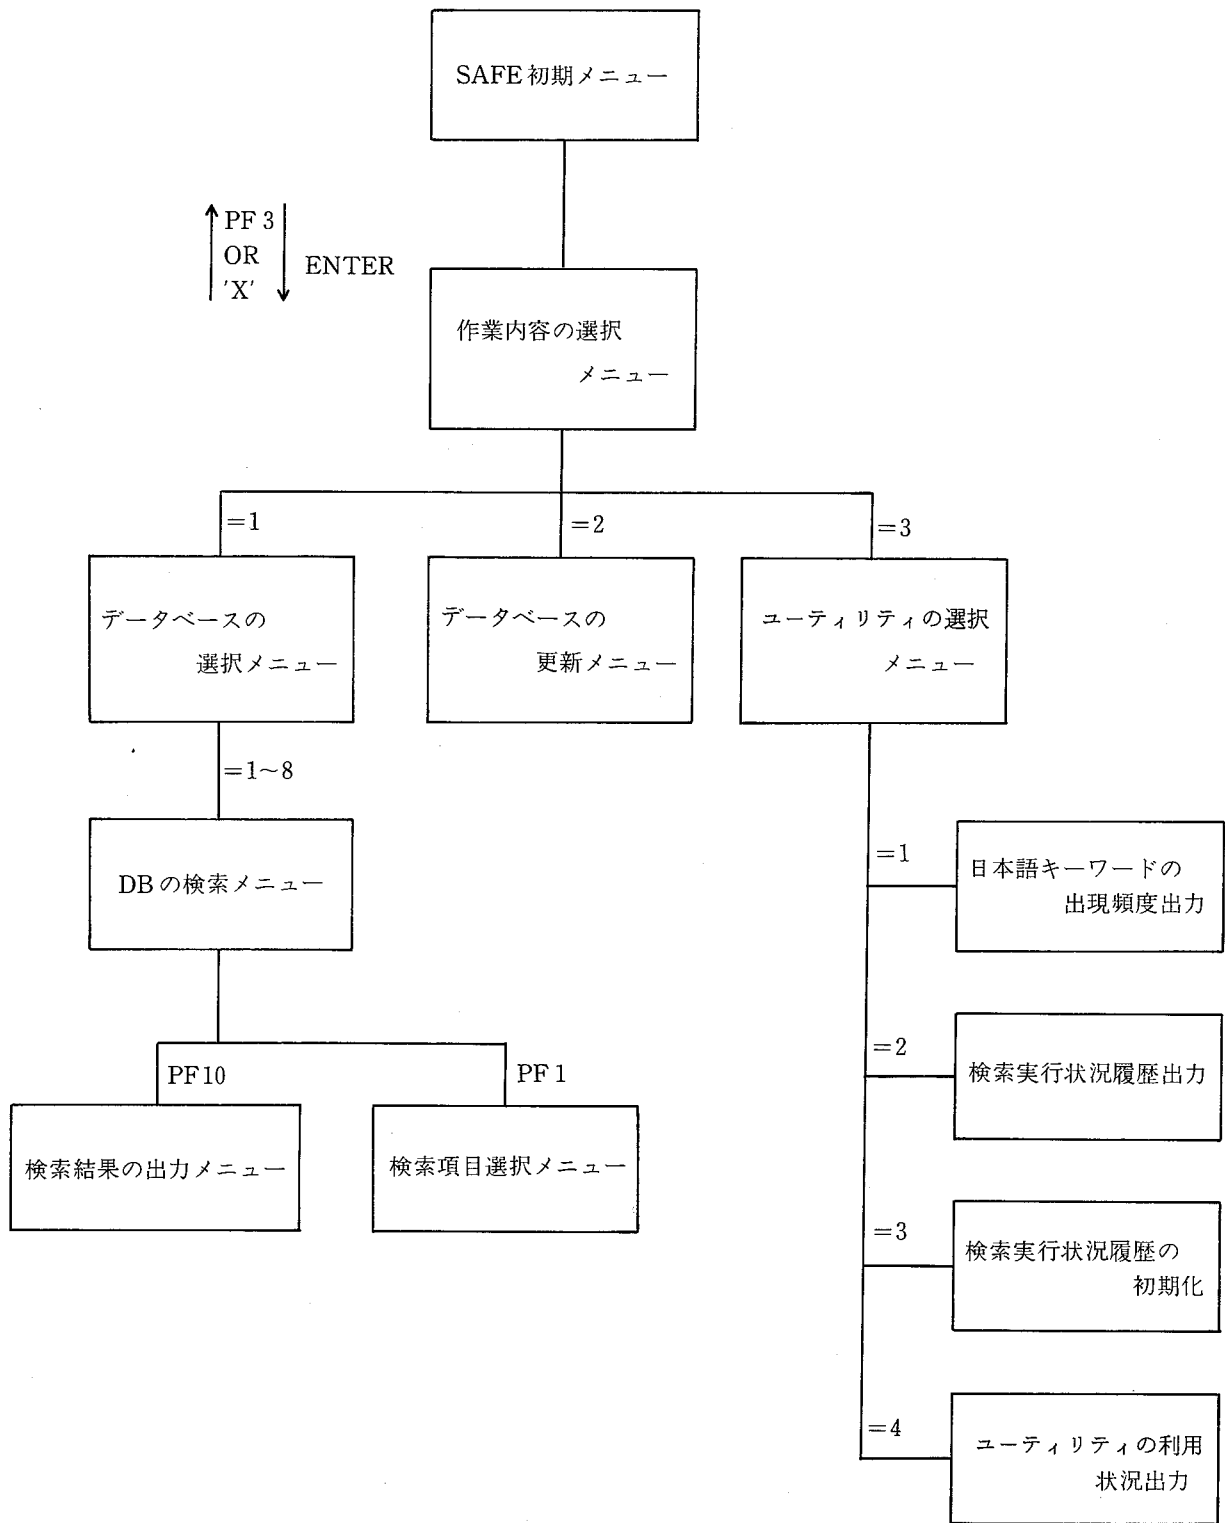 SAFE初期メニュー
PF 3
OR
'X'
ENTER
作業内容の選択
メニュー
=1
=2
=3
データベースの
選択メニュー
データベースの
更新メニュー
ユーティリティの選択
メニュー
=1~8
DBの検索メニュー
PF10
PF 1
検索結果の出力メニュー
検索項目選択メニュー
=1
日本語キーワードの
出現頻度出力
=2
検索実行状況履歴出力
=3
検索実行状況履歴の
初期化
=4
ユーティリティの利用
状況出力